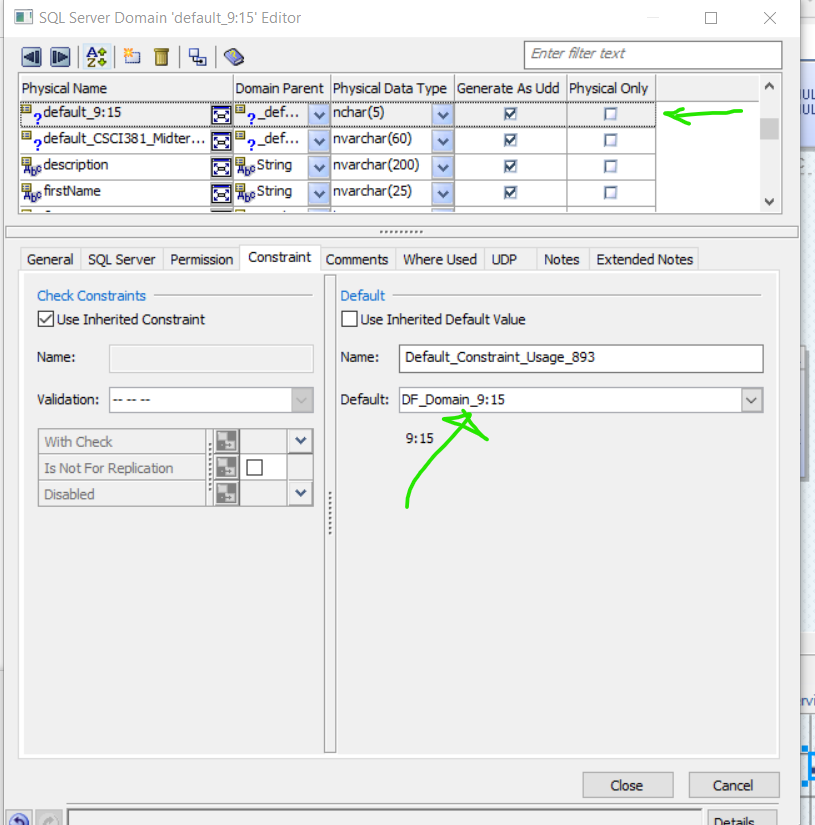 SQL Server Domain 'default_9:15' Editor
Enter filter text
Physical Name Domain Parent Physical Data Type Generate As Udd Physical Only
default_9:15 _def... nchar(5)
default_CSCI381_Midter... _def... nvarchar(60)
description String nvarchar(200)
firstName String nvarchar(25)
General SQL Server Permission Constraint Comments Where Used UDP Notes Extended Notes
Check Constraints
Use Inherited Constraint
Name:
Validation: -- -- --
With Check
Is Not For Replication
Disabled
Default
Use Inherited Default Value
Name: Default_Constraint_Usage_893
Default: DF_Domain_9:15
9:15
Close Cancel
Details